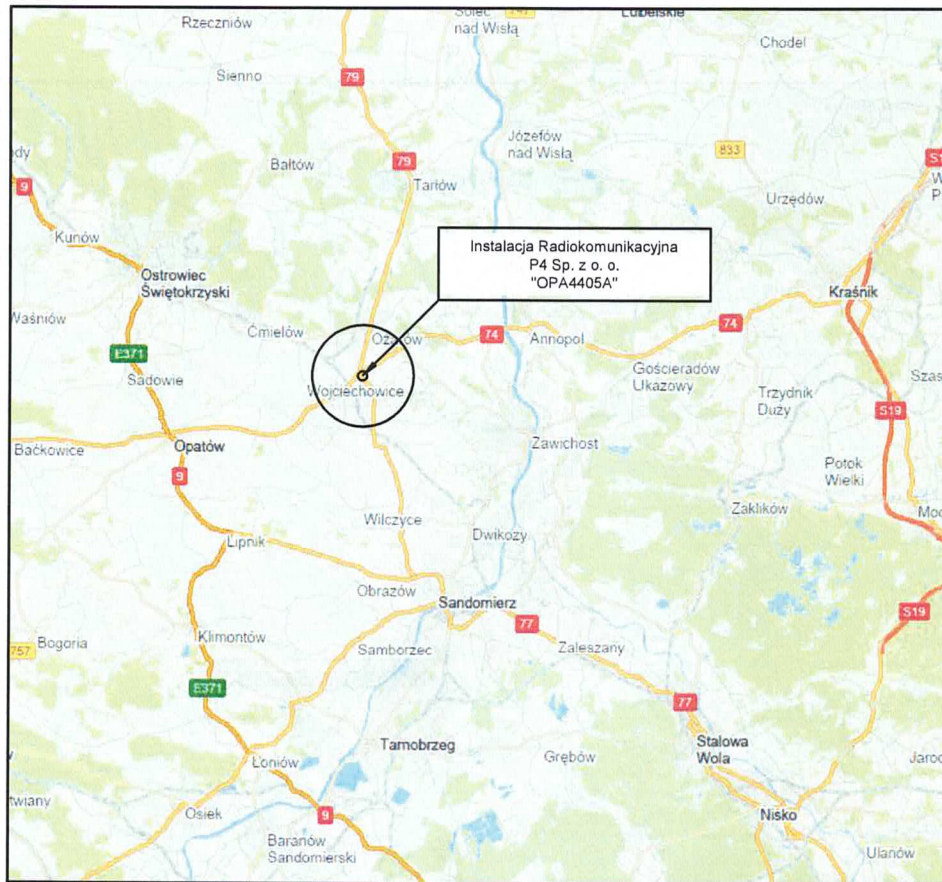 Rzeczniów
Solec
nad Wisłą
Lubelskie
Chodel
Sienno
79
Józefów
nad Wisłą
833
Bałtów
79
Tarłów
9
Urzędów
Kunów
Instalacja Radiokomunikacyjna
P4 Sp. z o. o.
"OPA4405A"
Ostrowiec
Świętokrzyski
Kraśnik
Waśniów
Ćmielów
Ożarów
74
Annopol
74
E371
Sadowie
Wojciechowice
Gościeradów
Ukazowy
Trzydnik
Duży
S19
Baćkowice
Opatów
Zawichost
9
Potok
Wielki
Zaklików
Wilczyce
Dwikozy
Lipnik
Obrazów
Sandomierz
S19
77
Bogoria
757
Klimontów
Samborzec
Zaleszany
E371
77
Tarnobrzeg
Stalowa
Wola
Grębów
Łoniów
Osiek
9
Nisko
Baranów
Sandomierski
Ulanów